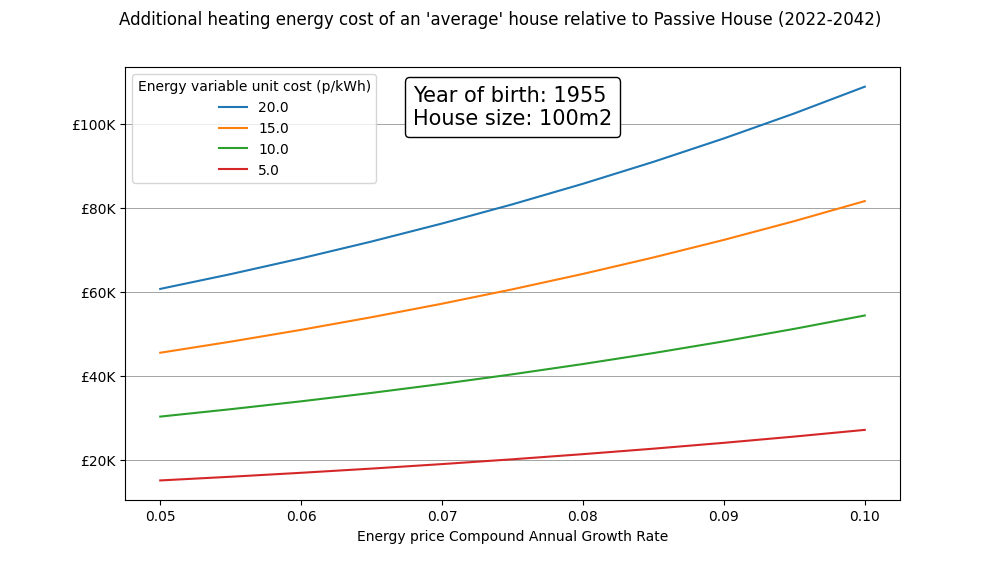 Additional heating energy cost of an 'average' house relative to Passive House (2022-2042)
Energy variable unit cost (p/kWh)
20.0
15.0
10.0
5.0
Year of birth: 1955
House size: 100m2
£100K
£80K
£60K
£40K
£20K
0.05 0.06 0.07 0.08 0.09 0.10
Energy price Compound Annual Growth Rate